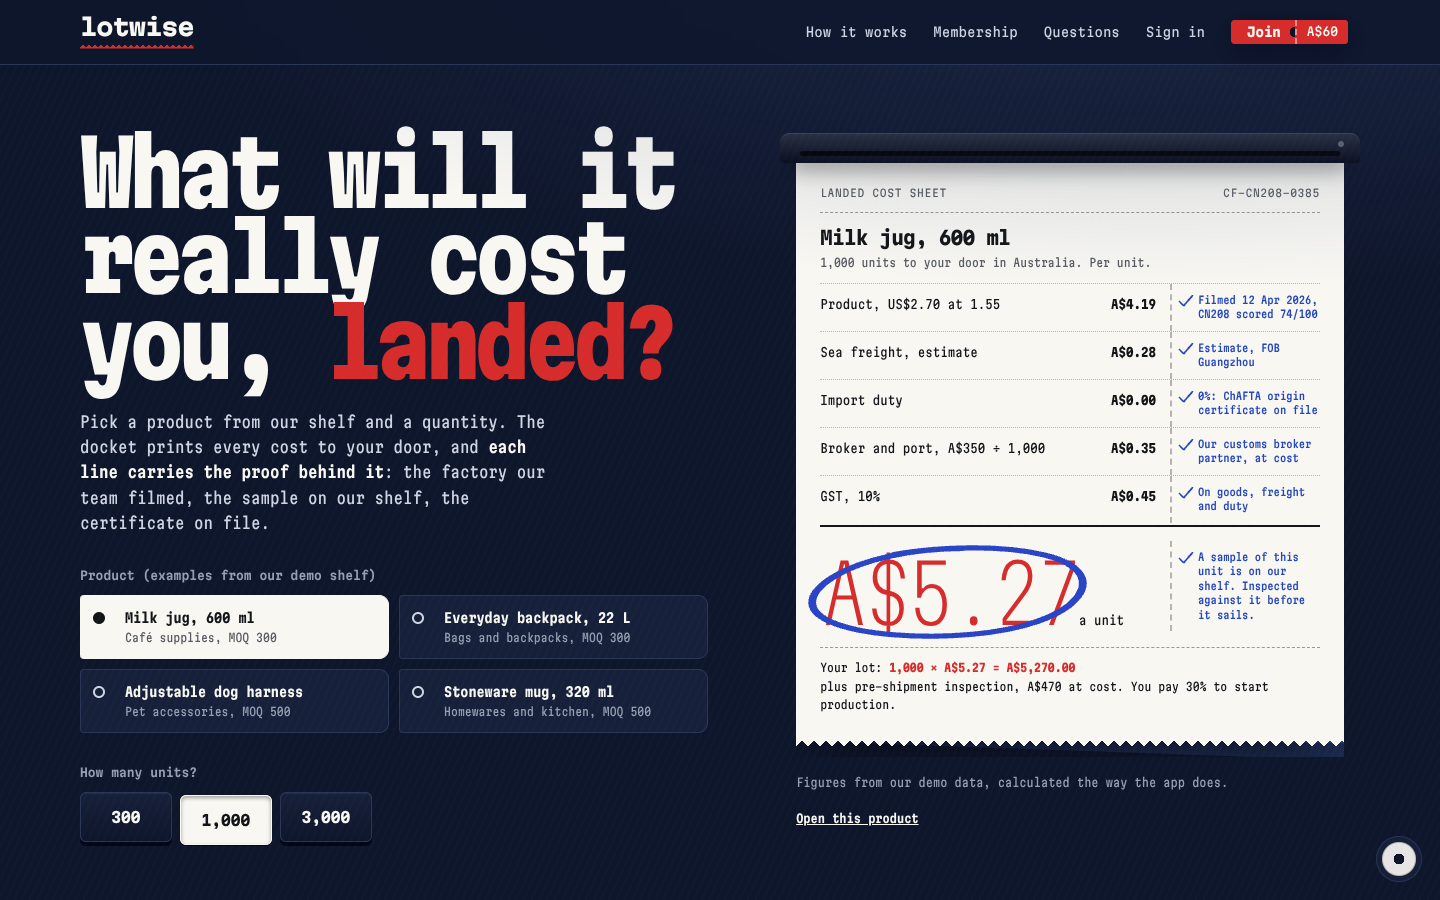 lotwise
How it works
Membership
Questions
Sign in
Join A$60
What will it
really cost
you, landed?
Pick a product from our shelf and a quantity. The
docket prints every cost to your door, and each
line carries the proof behind it: the factory our
team filmed, the sample on our shelf, the
certificate on file.
Product (examples from our demo shelf)
Milk jug, 600 ml
Café supplies, MOQ 300
Everyday backpack, 22 L
Bags and backpacks, MOQ 300
Adjustable dog harness
Pet accessories, MOQ 500
Stoneware mug, 320 ml
Homewares and kitchen, MOQ 500
How many units?
300
1,000
3,000
LANDED COST SHEET
CF-CN208-0385
Milk jug, 600 ml
1,000 units to your door in Australia. Per unit.
Product, US$2.70 at 1.55
A$4.19
Filmed 12 Apr 2026,
CN208 scored 74/100
Sea freight, estimate
A$0.28
Estimate, FOB
Guangzhou
Import duty
A$0.00
0%: ChAFTA origin
certificate on file
Broker and port, A$350 ÷ 1,000
A$0.35
Our customs broker
partner, at cost
GST, 10%
A$0.45
On goods, freight
and duty
A$5.27
a unit
A sample of this
unit is on our
shelf. Inspected
against it before
it sails.
Your lot: 1,000 × A$5.27 = A$5,270.00
plus pre-shipment inspection, A$470 at cost. You pay 30% to start
production.
Figures from our demo data, calculated the way the app does.
Open this product